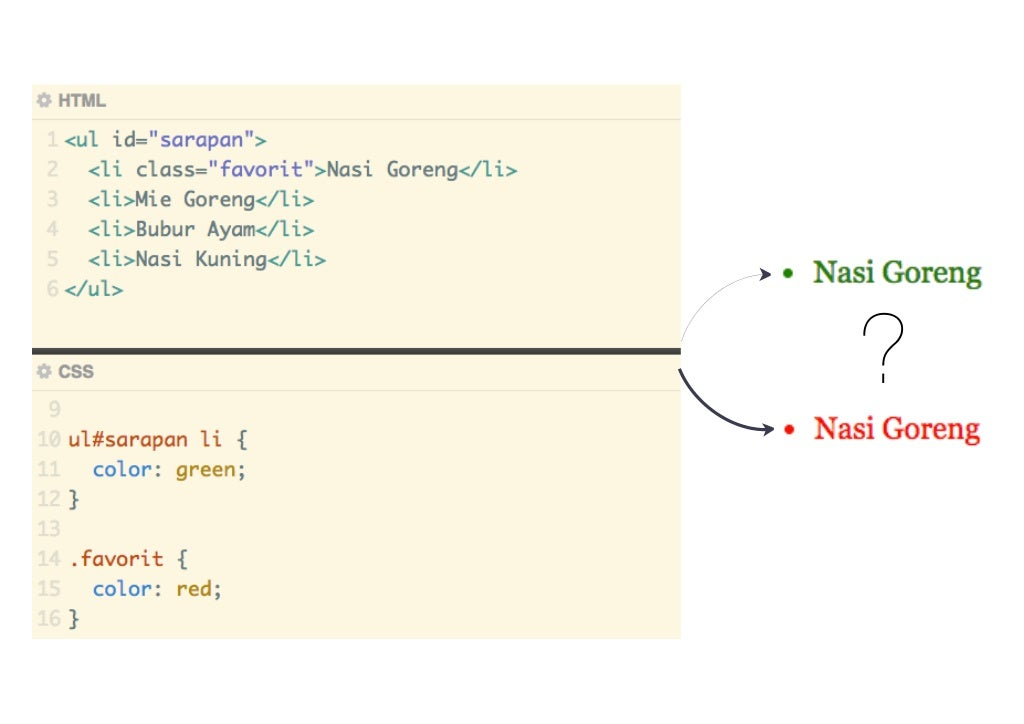 HTML
1 <ul id="sarapan">
2   <li class="favorit">Nasi Goreng</li>
3   <li>Mie Goreng</li>
4   <li>Bubur Ayam</li>
5   <li>Nasi Kuning</li>
6 </ul>
CSS
9
10 ul#sarapan li {
11   color: green;
12 }
13
14 .favorit {
15   color: red;
16 }
• Nasi Goreng
?
• Nasi Goreng